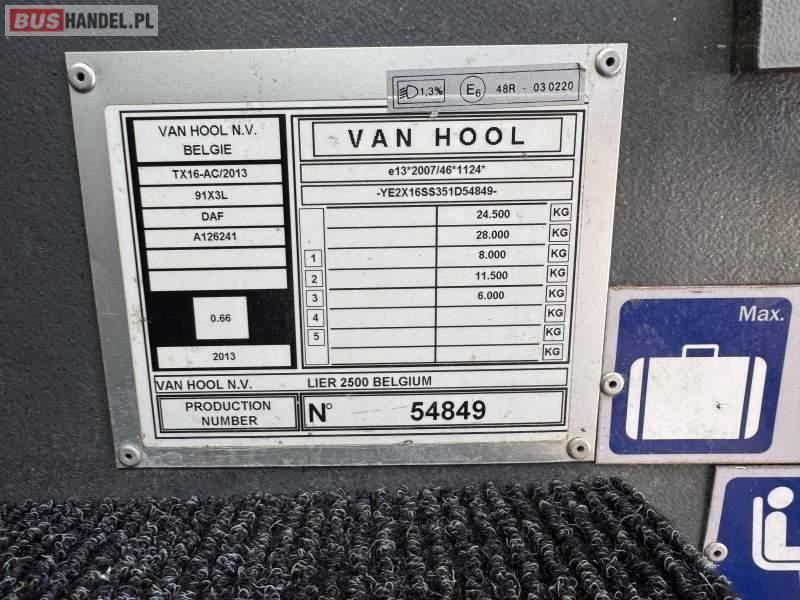 BUSHANDEL.PL
1,3% E6 48R - 03 0220
VAN HOOL N.V.
BELGIE
TX16-AC/2013
91X3L
DAF
A126241
0.66
2013
VAN HOOL
e13*2007/46*1124*
-YE2X16SS351D54849-
24.500 KG
28.000 KG
1 8.000 KG
2 11.500 KG
3 6.000 KG
4 KG
5 KG
KG
VAN HOOL N.V. LIER 2500 BELGIUM
PRODUCTION
NUMBER
N° 54849
Max.